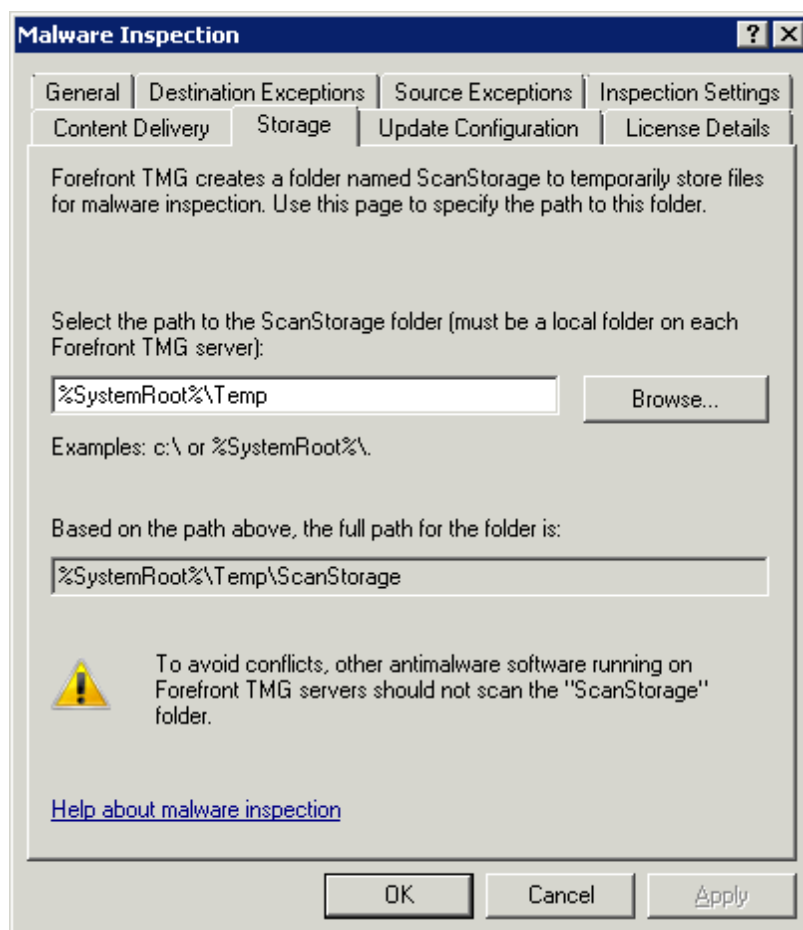 Malware Inspection
General Destination Exceptions Source Exceptions Inspection Settings
Content Delivery Storage Update Configuration License Details
Forefront TMG creates a folder named ScanStorage to temporarily store files
for malware inspection. Use this page to specify the path to this folder.
Select the path to the ScanStorage folder (must be a local folder on each
Forefront TMG server):
%SystemRoot%\Temp
Browse...
Examples: c:\ or %SystemRoot%\.
Based on the path above, the full path for the folder is:
%SystemRoot%\Temp\ScanStorage
To avoid conflicts, other antimalware software running on
Forefront TMG servers should not scan the "ScanStorage"
folder.
Help about malware inspection
OK Cancel Apply